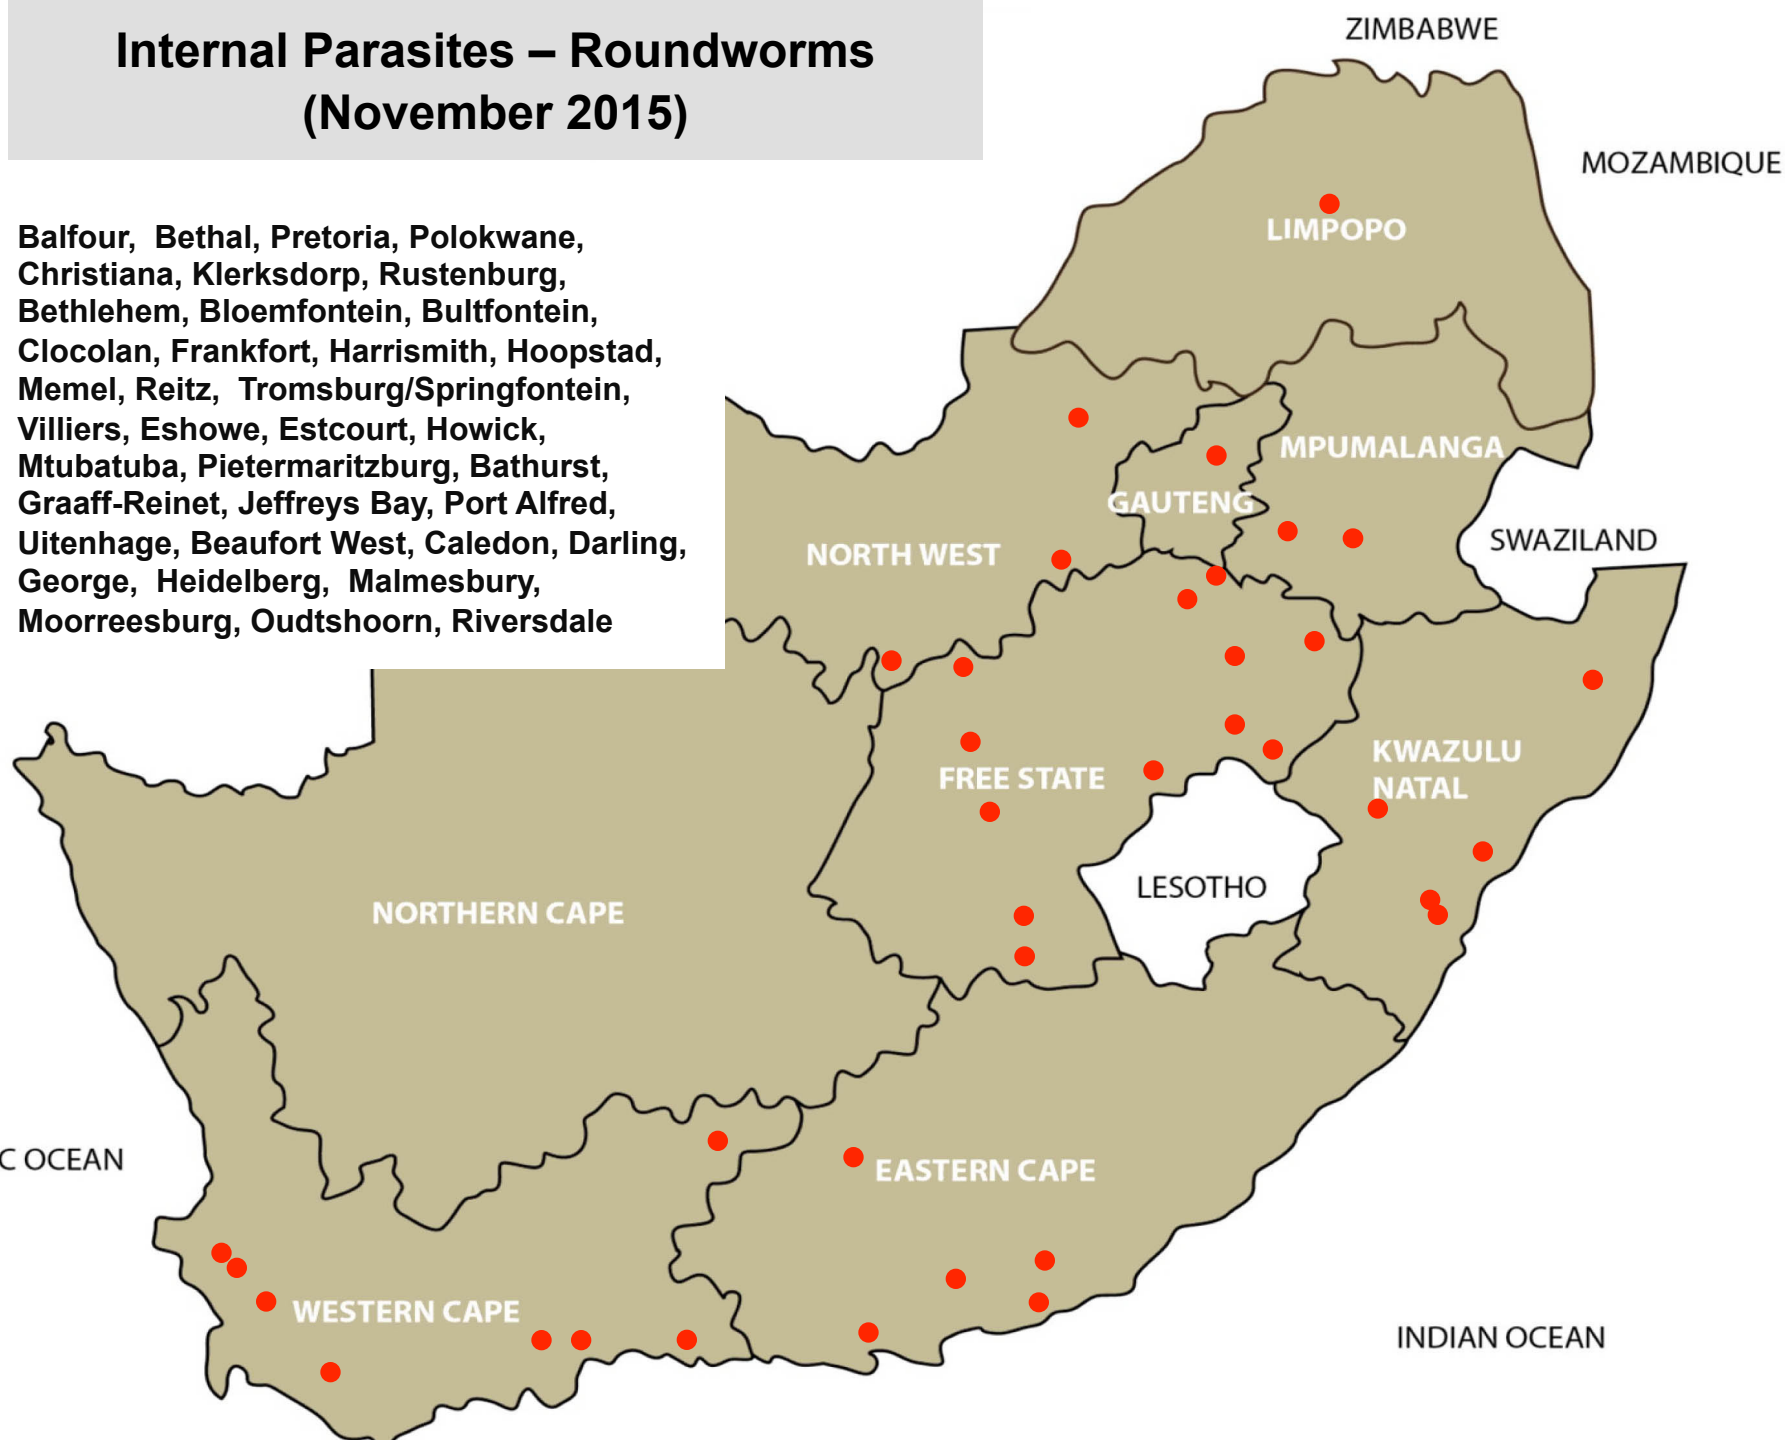 Internal Parasites – Roundworms
(November 2015)
Balfour,  Bethal, Pretoria, Polokwane,
Christiana, Klerksdorp, Rustenburg,
Bethlehem, Bloemfontein, Bultfontein,
Clocolan, Frankfort, Harrismith, Hoopstad,
Memel, Reitz,  Tromsburg/Springfontein,
Villiers, Eshowe, Estcourt, Howick,
Mtubatuba, Pietermaritzburg, Bathurst,
Graaff-Reinet, Jeffreys Bay, Port Alfred,
Uitenhage, Beaufort West, Caledon, Darling,
George,  Heidelberg,  Malmesbury,
Moorreesburg, Oudtshoorn, Riversdale
ZIMBABWE
MOZAMBIQUE
LIMPOPO
MPUMALANGA
GAUTENG
NORTH WEST
SWAZILAND
KWAZULU
NATAL
FREE STATE
LESOTHO
NORTHERN CAPE
C OCEAN
EASTERN CAPE
WESTERN CAPE
INDIAN OCEAN